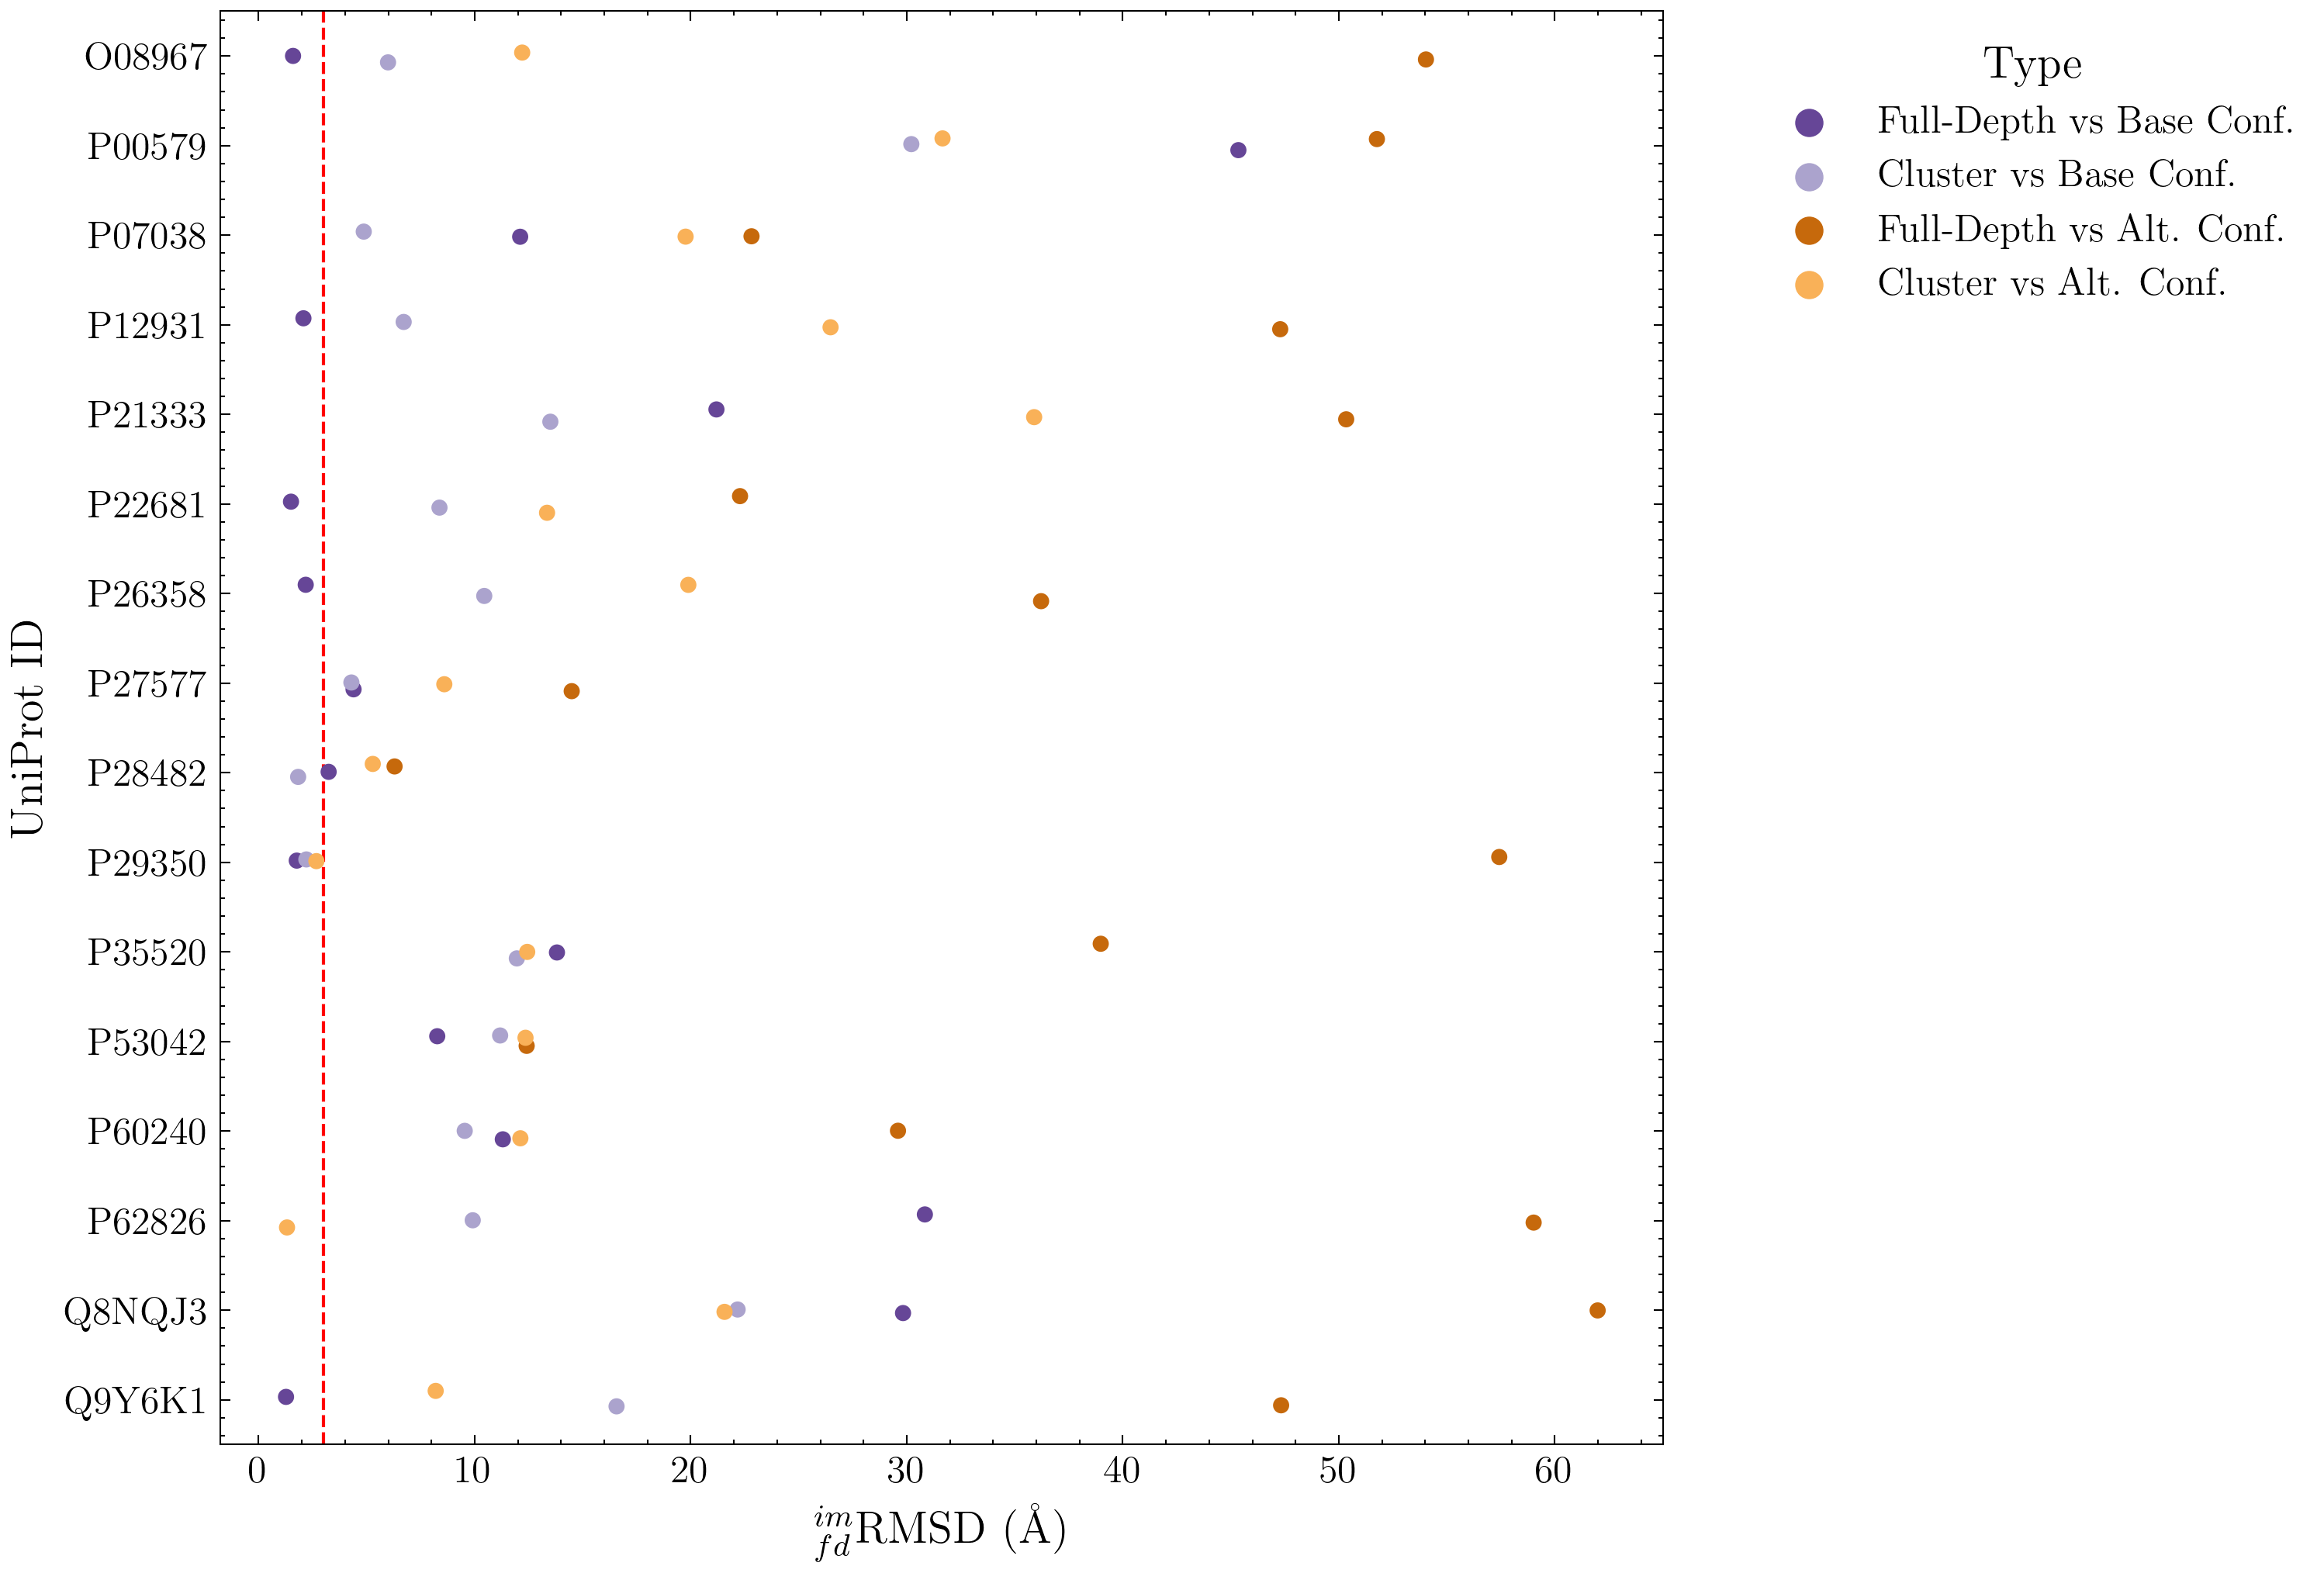 O08967
P00579
P07038
P12931
P21333
P22681
P26358
P27577
P28482
P29350
P35520
P53042
P60240
P62826
Q8NQJ3
Q9Y6K1
UniProt ID
0 10 20 30 40 50 60
im fd RMSD (Å)
Type
Full-Depth vs Base Conf.
Cluster vs Base Conf.
Full-Depth vs Alt. Conf.
Cluster vs Alt. Conf.